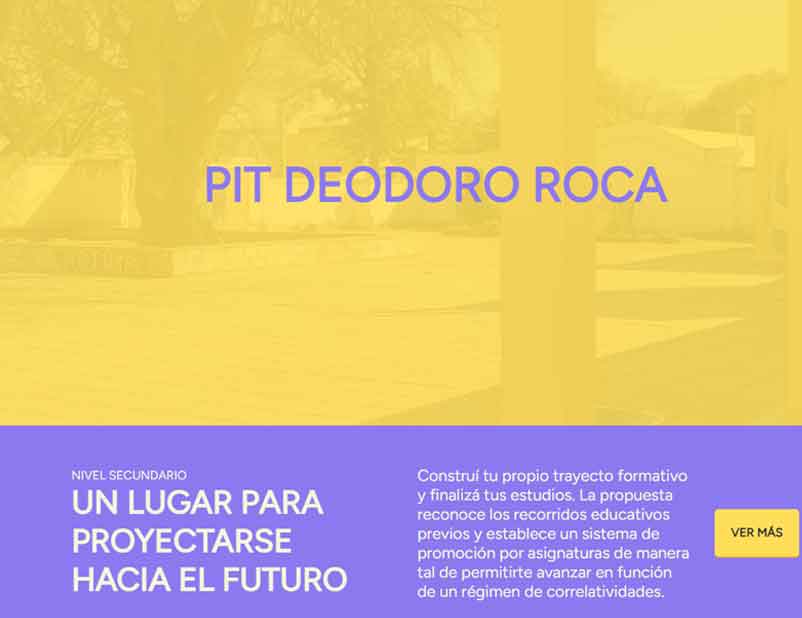 PIT DEODORO ROCA
NIVEL SECUNDARIO
UN LUGAR PARA
PROYECTARSE
HACIA EL FUTURO
Construí tu propio trayecto formativo
y finalizá tus estudios. La propuesta
reconoce los recorridos educativos
previos y establece un sistema de
promoción por asignaturas de manera
tal de permitirte avanzar en función
de un régimen de correlatividades.
VER MÁS